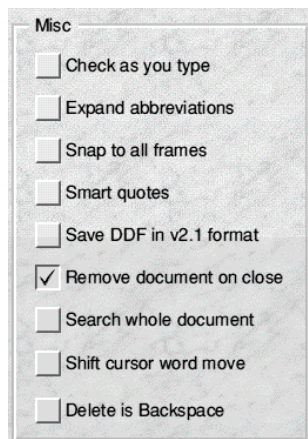 Misc
Check as you type
Expand abbreviations
Snap to all frames
Smart quotes
Save DDF in v2.1 format
Remove document on close
Search whole document
Shift cursor word move
Delete is Backspace